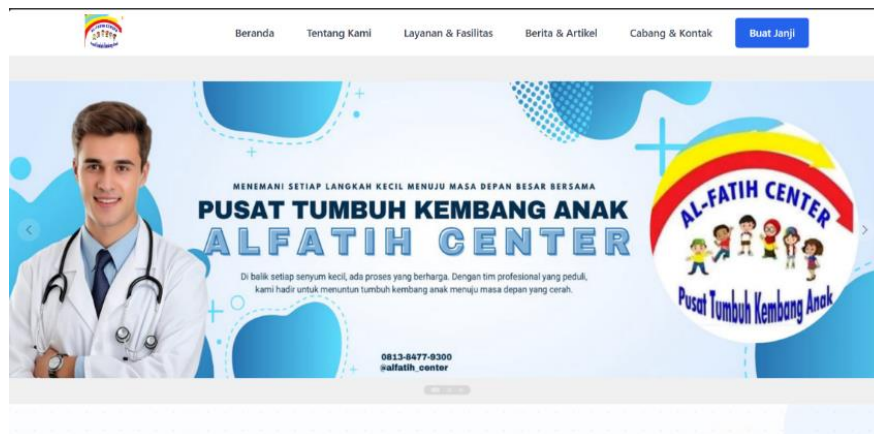 AL-FATIH CENTER
Beranda
Tentang Kami
Layanan & Fasilitas
Berita & Artikel
Cabang & Kontak
Buat Janji
MENEMANI SETIAP LANGKAH KECIL MENUJU MASA DEPAN BESAR BERSAMA
PUSAT TUMBUH KEMBANG ANAK
ALFATIH CENTER
Di balik setiap senyum kecil, ada proses yang berharga. Dengan tim profesional yang peduli,
kami hadir untuk menuntun tumbuh kembang anak menuju masa depan yang cerah.
0813-8477-9300
@alfatih_center
AL-FATIH CENTER
Pusat Tumbuh Kembang Anak